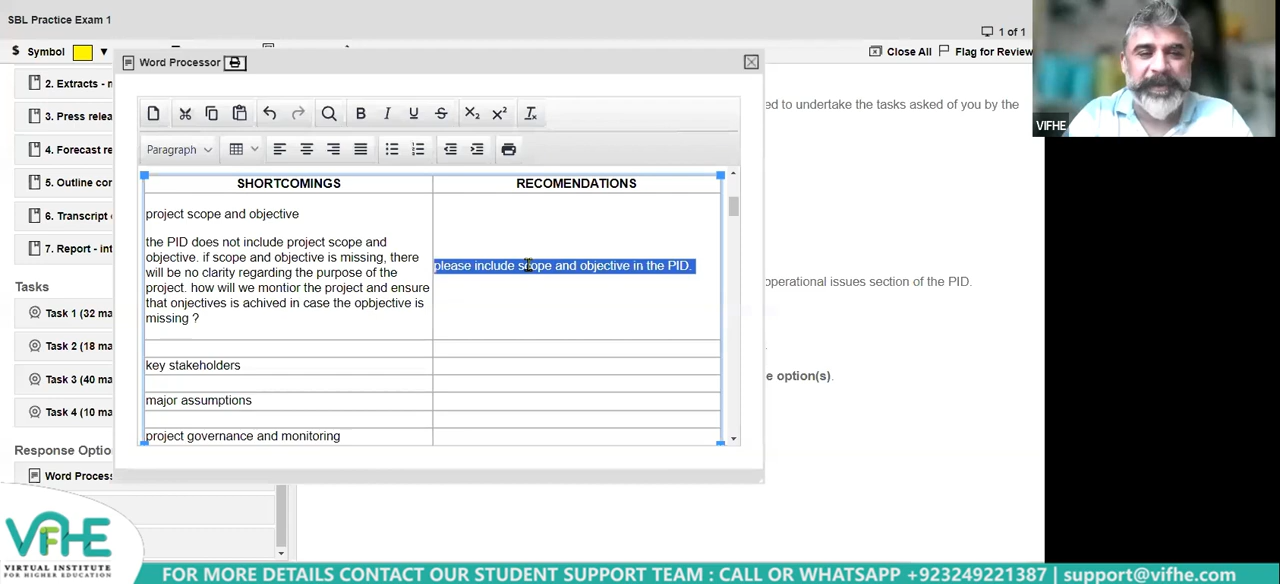 SBL Practice Exam 1
1 of 1
$ Symbol
Close All
Flag for Review
2. Extracts - n
3. Press relea
4. Forecast re
5. Outline con
6. Transcript
7. Report - int
Tasks
Task 1 (32 ma
Task 2 (18 ma
Task 3 (40 ma
Task 4 (10 ma
Response Optio
Word Process
Word Processor
Paragraph
SHORTCOMINGS
RECOMENDATIONS
project scope and objective
the PID does not include project scope and
objective. if scope and objective is missing, there
will be no clarity regarding the purpose of the
project. how will we montior the project and ensure
that onjectives is achived in case the opbjective is
missing ?
please include scope and objective in the PID.
key stakeholders
major assumptions
project governance and monitoring
ed to undertake the tasks asked of you by the
operational issues section of the PID.
e option(s).
VIFHE
VIFHE
VIRTUAL INSTITUTE
FOR HIGHER EDUCATION
FOR MORE DETAILS CONTACT OUR STUDENT SUPPORT TEAM : CALL OR WHATSAPP +923249221387 | support@vifhe.com